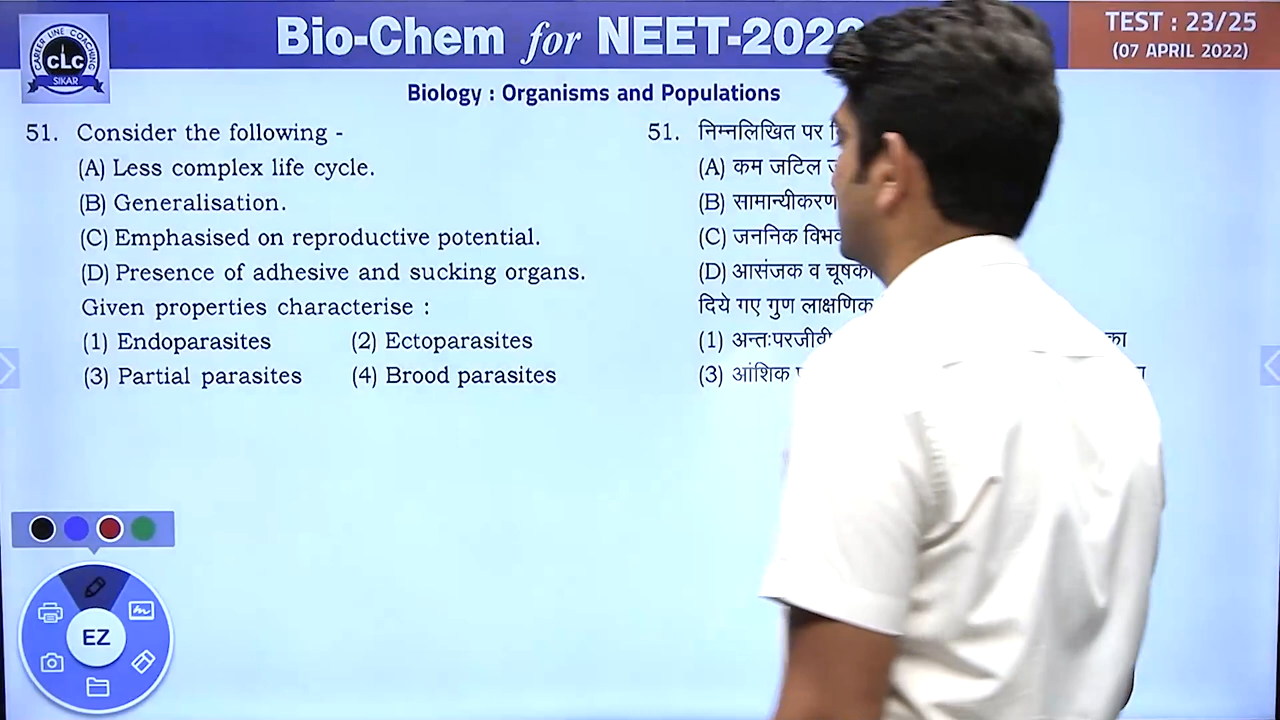 CAREER LINE COACHING
CLC
SIKAR
Bio-Chem for NEET-2022
TEST : 23/25
(07 APRIL 2022)
Biology : Organisms and Populations
51. Consider the following -
(A) Less complex life cycle.
(B) Generalisation.
(C) Emphasised on reproductive potential.
(D) Presence of adhesive and sucking organs.
Given properties characterise :
(1) Endoparasites (2) Ectoparasites
(3) Partial parasites (4) Brood parasites
51. निम्नलिखित पर
(A) कम जटिल
(B) सामान्यीकरण
(C) जननिक
(D) आसंजक व
दिये गए गुण लाक्षणिक
(1)
(3) आंशिक
EZ